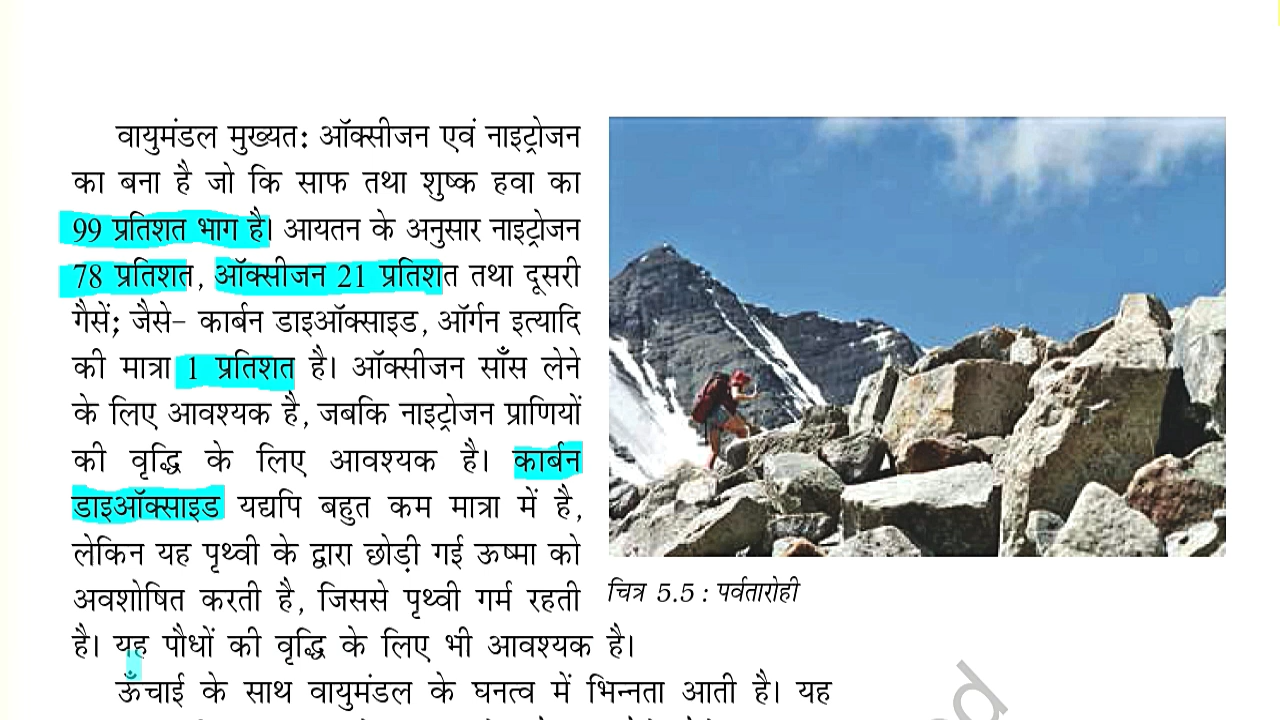 वायुमंडल मुख्यत: ऑक्सीजन एवं नाइट्रोजन
का बना है जो कि साफ तथा शुष्क हवा का
99 प्रतिशत भाग है। आयतन के अनुसार नाइट्रोजन
78 प्रतिशत, ऑक्सीजन 21 प्रतिशत तथा दूसरी
गैसें; जैसे– कार्बन डाइऑक्साइड, ऑर्गन इत्यादि
की मात्रा 1 प्रतिशत है। ऑक्सीजन साँस लेने
के लिए आवश्यक है, जबकि नाइट्रोजन प्राणियों
की वृद्धि के लिए आवश्यक है। कार्बन
डाइऑक्साइड यद्यपि बहुत कम मात्रा में है,
लेकिन यह पृथ्वी के द्वारा छोड़ी गई ऊष्मा को
अवशोषित करती है, जिससे पृथ्वी गर्म रहती
है। यह पौधों की वृद्धि के लिए भी आवश्यक है।
ऊँचाई के साथ वायुमंडल के घनत्व में भिन्नता आती है। यह
चित्र 5.5 : पर्वतारोही